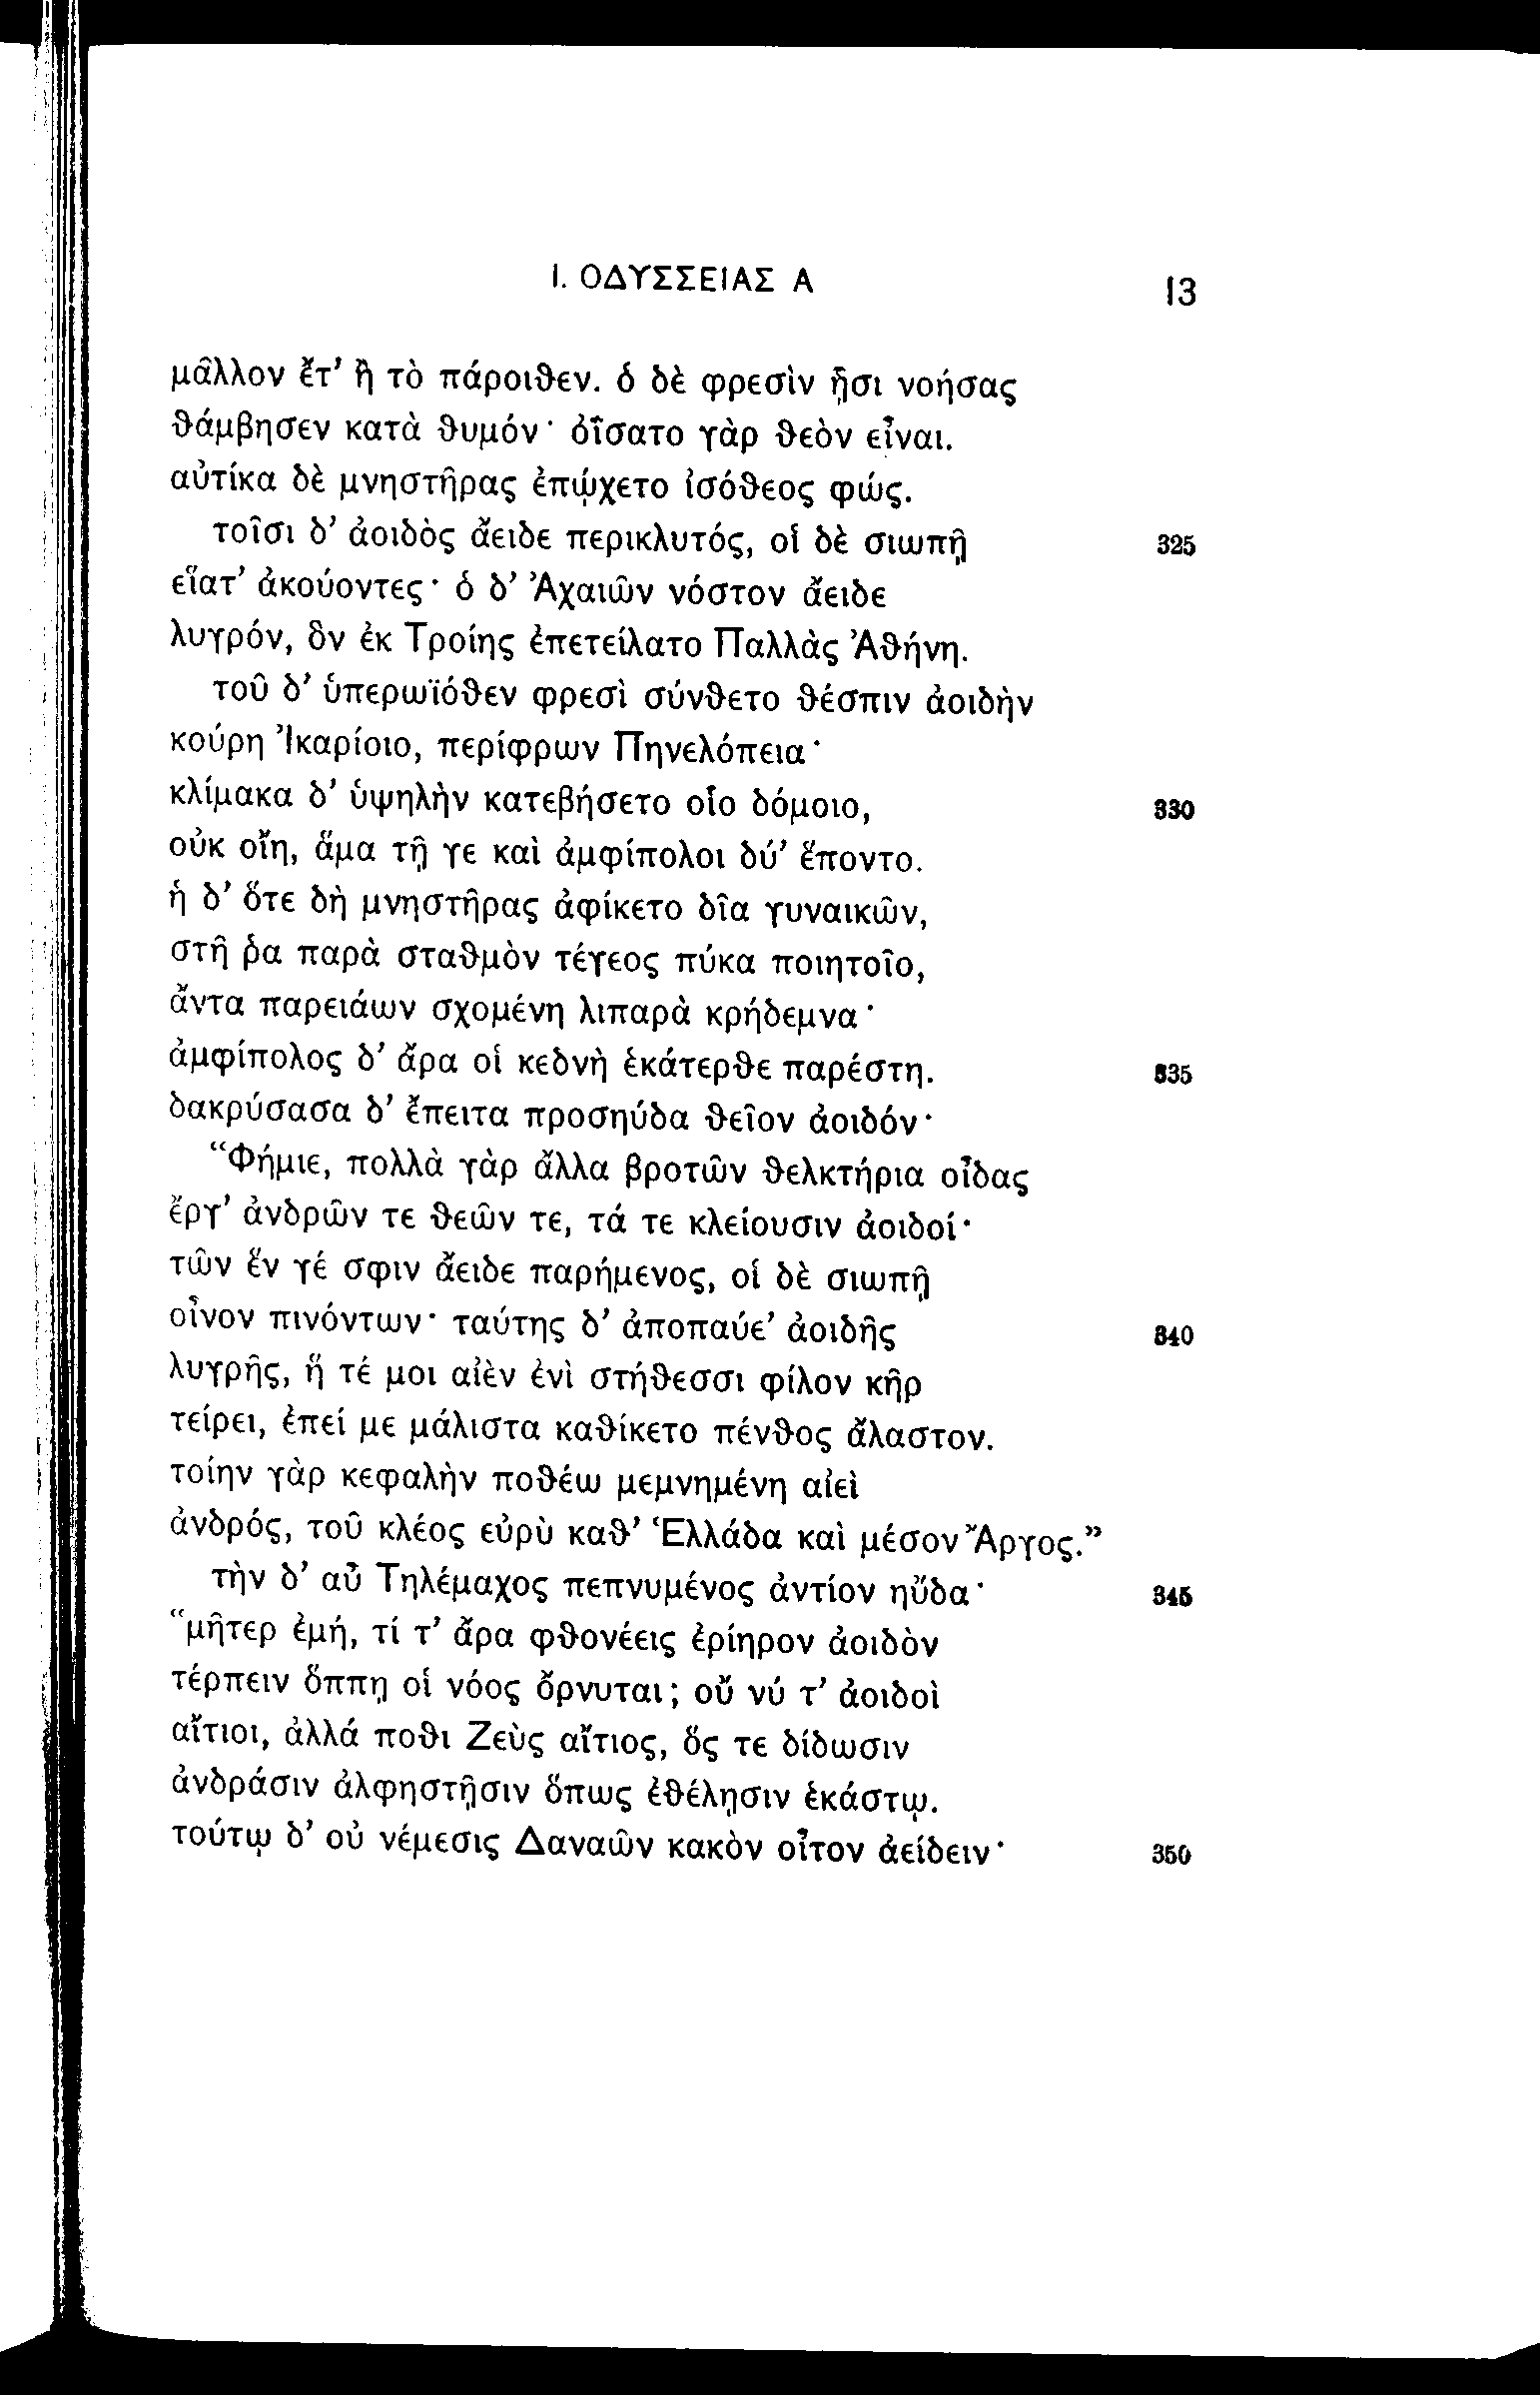 I. ΟΔΥΣΣΕΙΑΣ Α
13
μᾶλλον ἔτ’ ἢ τὸ πάροιθεν. ὁ δὲ φρεσὶν ᾗσι νοήσας
θάμβησεν κατὰ θυμόν· ὀΐσατο γὰρ θεὸν εἶναι.
αὐτίκα δὲ μνηστῆρας ἐπῴχετο ἰσόθεος φώς.
τοῖσι δ’ ἀοιδὸς ἄειδε περικλυτός, οἱ δὲ σιωπῇ 325
εἵατ’ ἀκούοντες· ὁ δ’ Ἀχαιῶν νόστον ἄειδε
λυγρόν, ὃν ἐκ Τροίης ἐπετείλατο Παλλὰς Ἀθήνη.
τοῦ δ’ ὑπερωϊόθεν φρεσὶ σύνθετο θέσπιν ἀοιδὴν
κούρη Ἰκαρίοιο, περίφρων Πηνελόπεια·
κλίμακα δ’ ὑψηλὴν κατεβήσετο οἷο δόμοιο, 330
οὐκ οἴη, ἅμα τῇ γε καὶ ἀμφίπολοι δύ’ ἕποντο.
ἡ δ’ ὅτε δὴ μνηστῆρας ἀφίκετο δῖα γυναικῶν,
στῆ ῥα παρὰ σταθμὸν τέγεος πύκα ποιητοῖο,
ἄντα παρειάων σχομένη λιπαρὰ κρήδεμνα·
ἀμφίπολος δ’ ἄρα οἱ κεδνὴ ἑκάτερθε παρέστη. 335
δακρύσασα δ’ ἔπειτα προσηύδα θεῖον ἀοιδόν·
“Φήμιε, πολλὰ γὰρ ἄλλα βροτῶν θελκτήρια οἶδας
ἔργ’ ἀνδρῶν τε θεῶν τε, τά τε κλείουσιν ἀοιδοί·
τῶν ἕν γέ σφιν ἄειδε παρήμενος, οἱ δὲ σιωπῇ
οἶνον πινόντων· ταύτης δ’ ἀποπαύε’ ἀοιδῆς 340
λυγρῆς, ἥ τέ μοι αἰὲν ἐνὶ στήθεσσι φίλον κῆρ
τείρει, ἐπεί με μάλιστα καθίκετο πένθος ἄλαστον.
τοίην γὰρ κεφαλὴν ποθέω μεμνημένη αἰεὶ
ἀνδρός, τοῦ κλέος εὐρὺ καθ’ Ἑλλάδα καὶ μέσον Ἄργος.”
τὴν δ’ αὖ Τηλέμαχος πεπνυμένος ἀντίον ηὔδα· 345
“μῆτερ ἐμή, τί τ’ ἄρα φθονέεις ἐρίηρον ἀοιδὸν
τέρπειν ὅππῃ οἱ νόος ὄρνυται; οὔ νύ τ’ ἀοιδοὶ
αἴτιοι, ἀλλά ποθι Ζεὺς αἴτιος, ὅς τε δίδωσιν
ἀνδράσιν ἀλφηστῇσιν ὅπως ἐθέλῃσιν ἑκάστῳ.
τούτῳ δ’ οὐ νέμεσις Δαναῶν κακὸν οἶτον ἀείδειν· 350